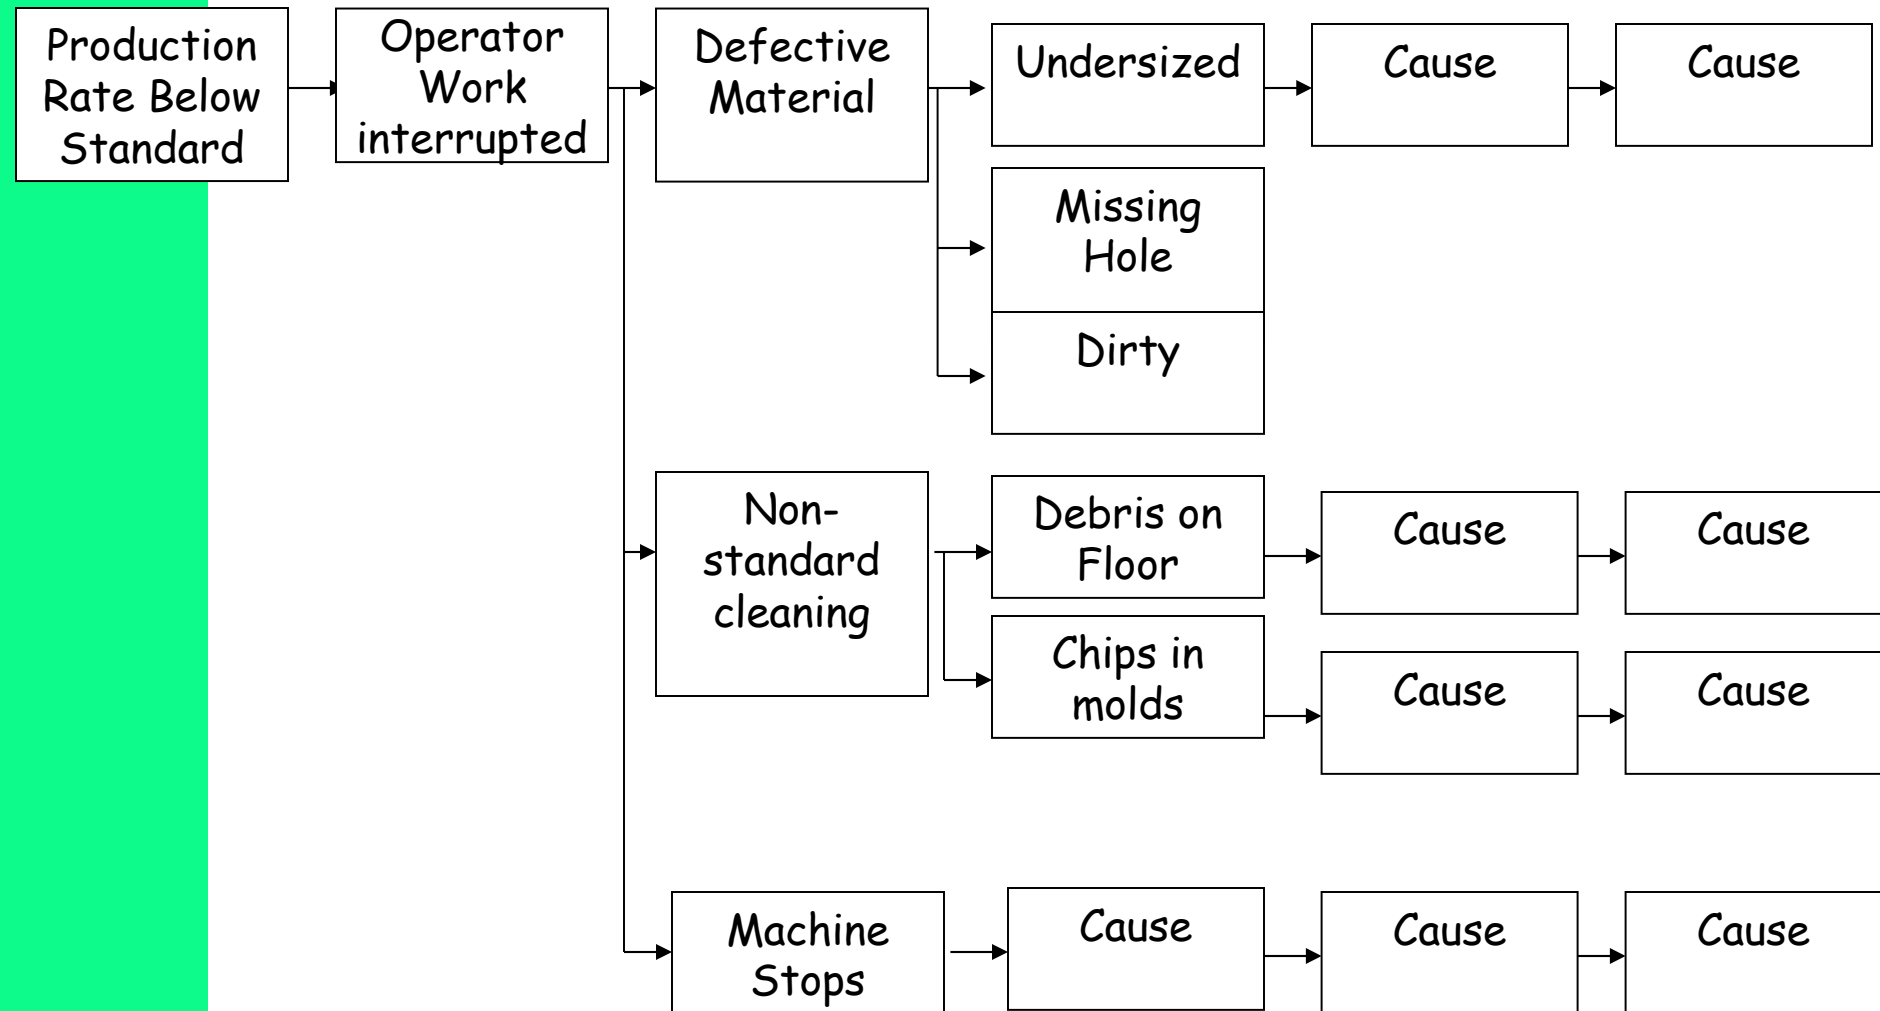 Production
Rate Below
Standard
Operator
Work
interrupted
Defective
Material
Undersized
Cause
Cause
Missing
Hole
Dirty
Non-
standard
cleaning
Debris on
Floor
Cause
Cause
Chips in
molds
Cause
Cause
Machine
Stops
Cause
Cause
Cause